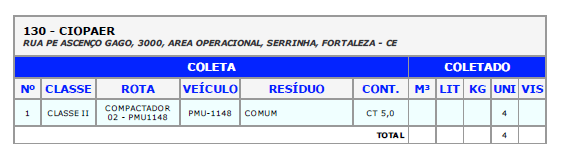 130 - CIOPAER
RUA PE ASCENÇO GAGO, 3000, AREA OPERACIONAL, SERRINHA, FORTALEZA - CE
COLETA COLETADO
Nº CLASSE ROTA VEÍCULO RESÍDUO CONT. M³ LIT KG UNI VIS
1 CLASSE II COMPACTADOR 02 - PMU1148 PMU-1148 COMUM CT 5,0 4
TOTAL 4